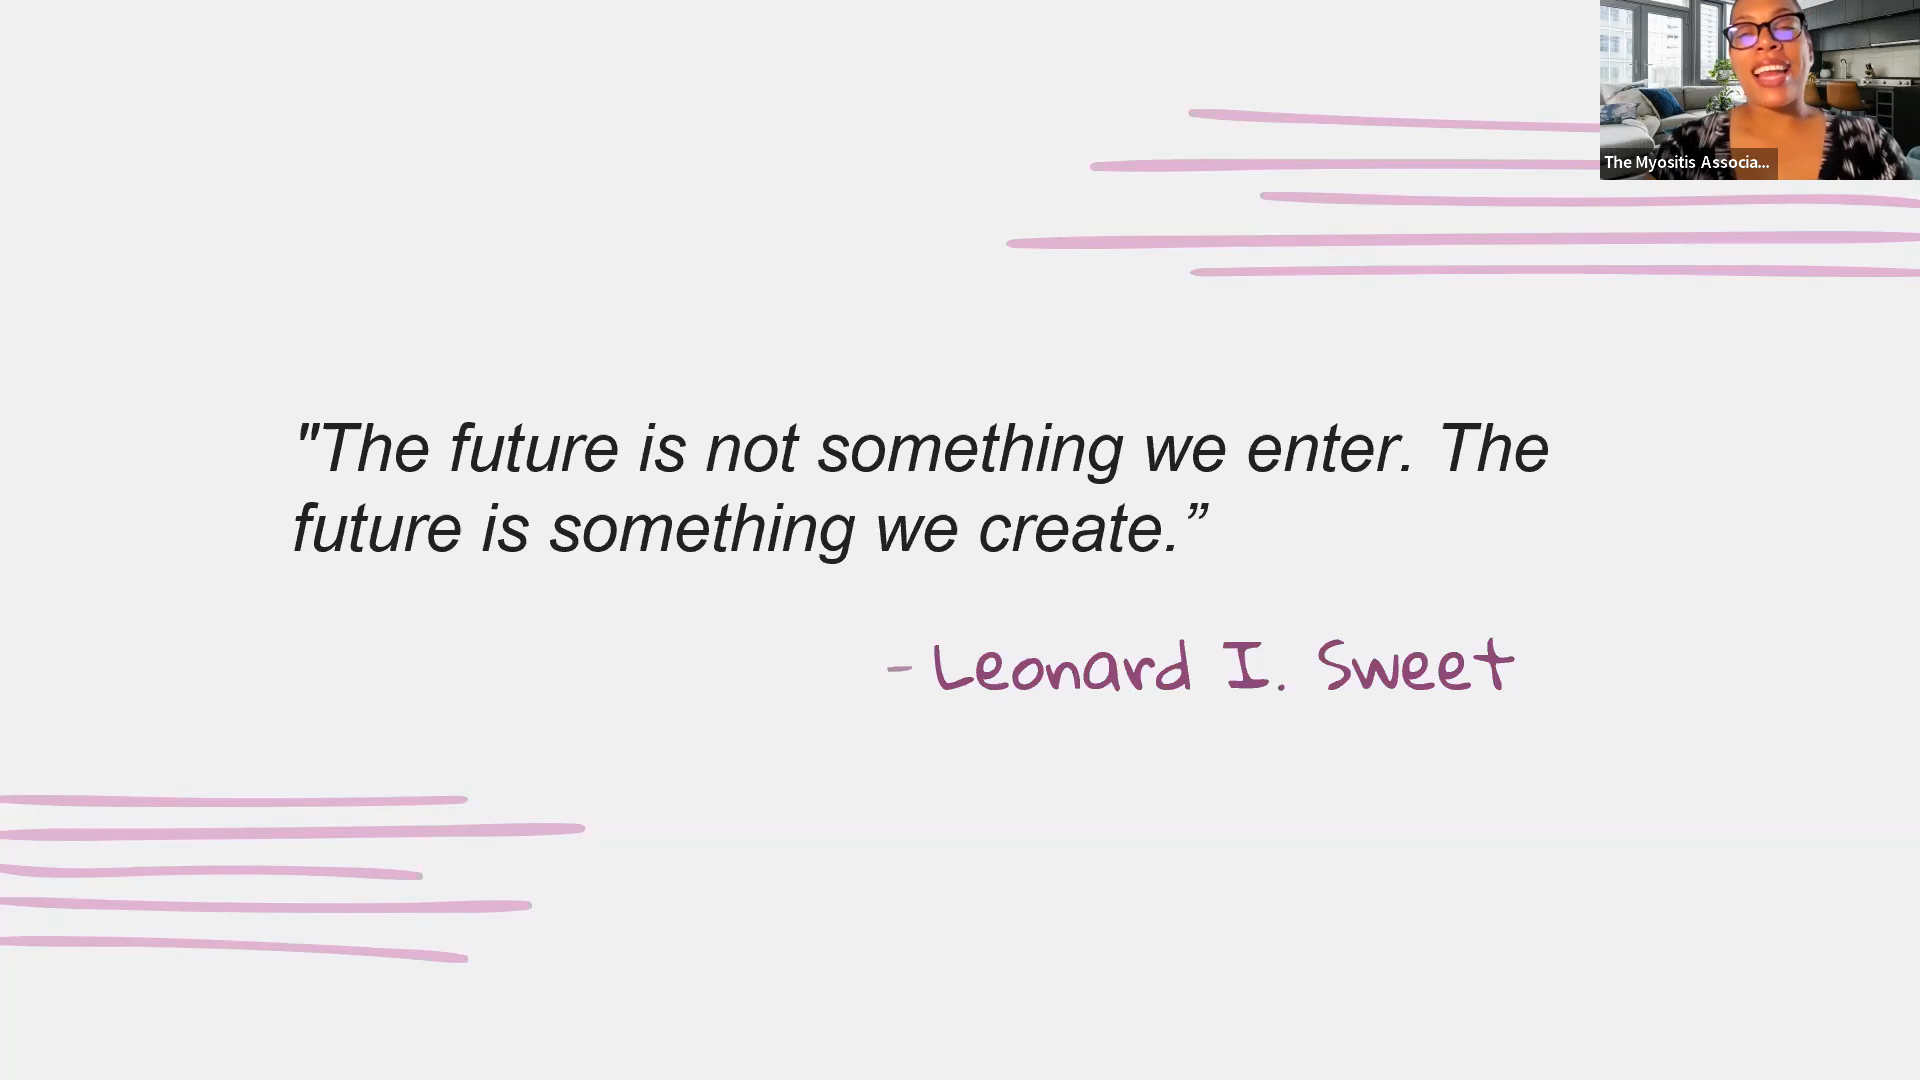 The Myositis Associa...
"The future is not something we enter. The
future is something we create.”
- Leonard I. Sweet